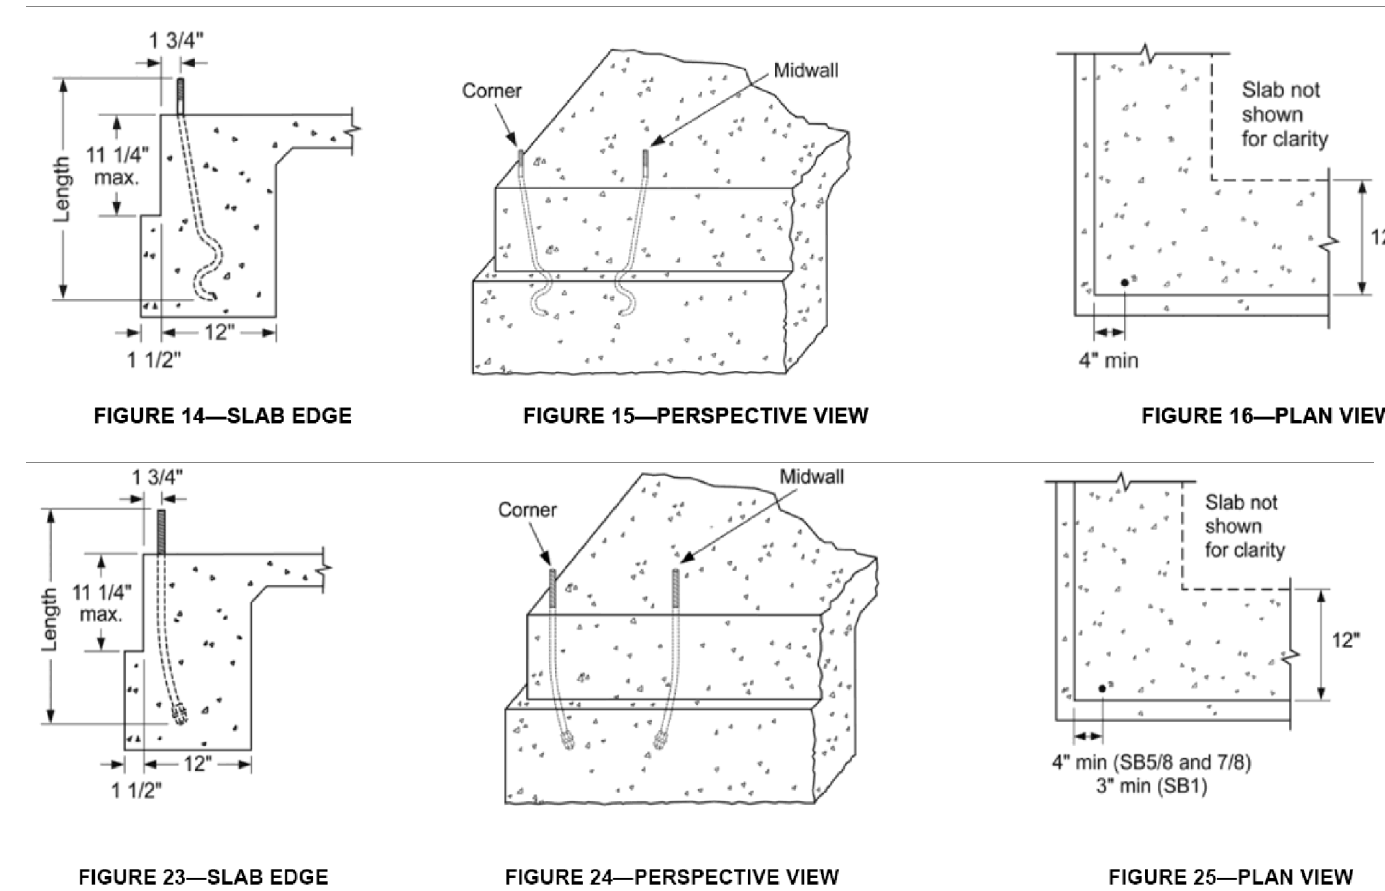 1 3/4"
Length
11 1/4"
max.
12"
1 1/2"
FIGURE 14—SLAB EDGE
Corner
Midwall
FIGURE 15—PERSPECTIVE VIEW
Slab not
shown
for clarity
4" min
FIGURE 16—PLAN VIEW
1 3/4"
Length
11 1/4"
max.
12"
1 1/2"
FIGURE 23—SLAB EDGE
Corner
Midwall
FIGURE 24—PERSPECTIVE VIEW
Slab not
shown
for clarity
12"
4" min (SB5/8 and 7/8)
3" min (SB1)
FIGURE 25—PLAN VIEW